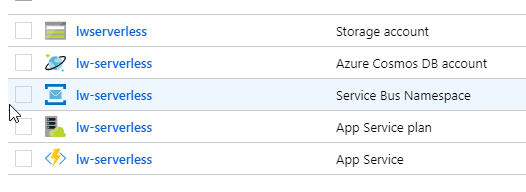 lwserverless Storage account
lw-serverless Azure Cosmos DB account
lw-serverless Service Bus Namespace
lw-serverless App Service plan
lw-serverless App Service